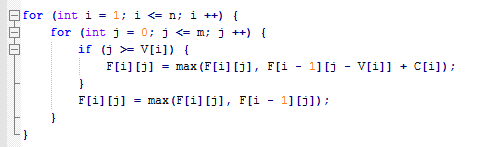 for (int i = 1; i <= n; i ++) {
    for (int j = 0; j <= m; j ++) {
        if (j >= V[i]) {
            F[i][j] = max(F[i][j], F[i - 1][j - V[i]] + C[i]);
        }
        F[i][j] = max(F[i][j], F[i - 1][j]);
    }
}